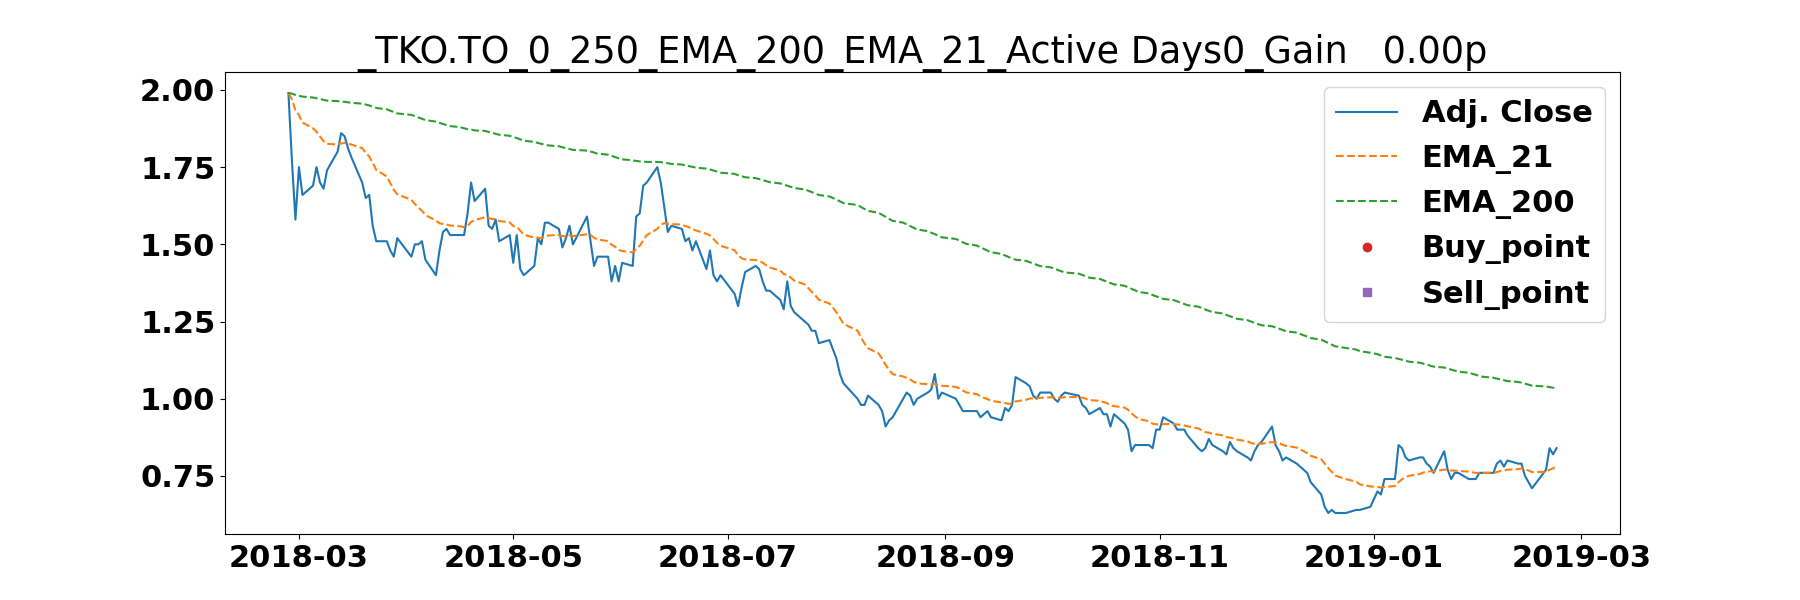 _TKO.TO_0_250_EMA_200_EMA_21_Active Days0_Gain   0.00p
2.00
1.75
1.50
1.25
1.00
0.75
Adj. Close
EMA_21
EMA_200
Buy_point
Sell_point
2018-03 2018-05 2018-07 2018-09 2018-11 2019-01 2019-03